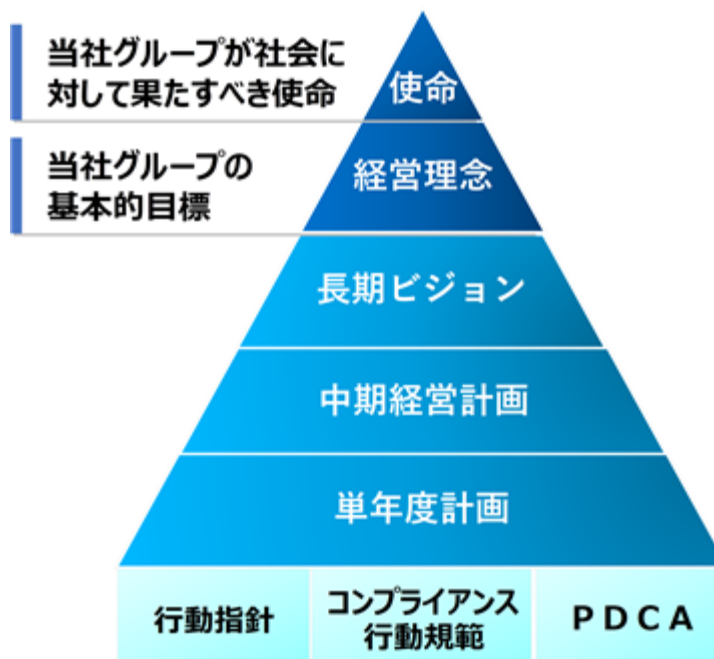 当社グループが社会に
対して果たすべき使命
使命
当社グループの
基本的目標
経営理念
長期ビジョン
中期経営計画
単年度計画
行動指針
コンプライアンス
行動規範
ＰＤＣＡ